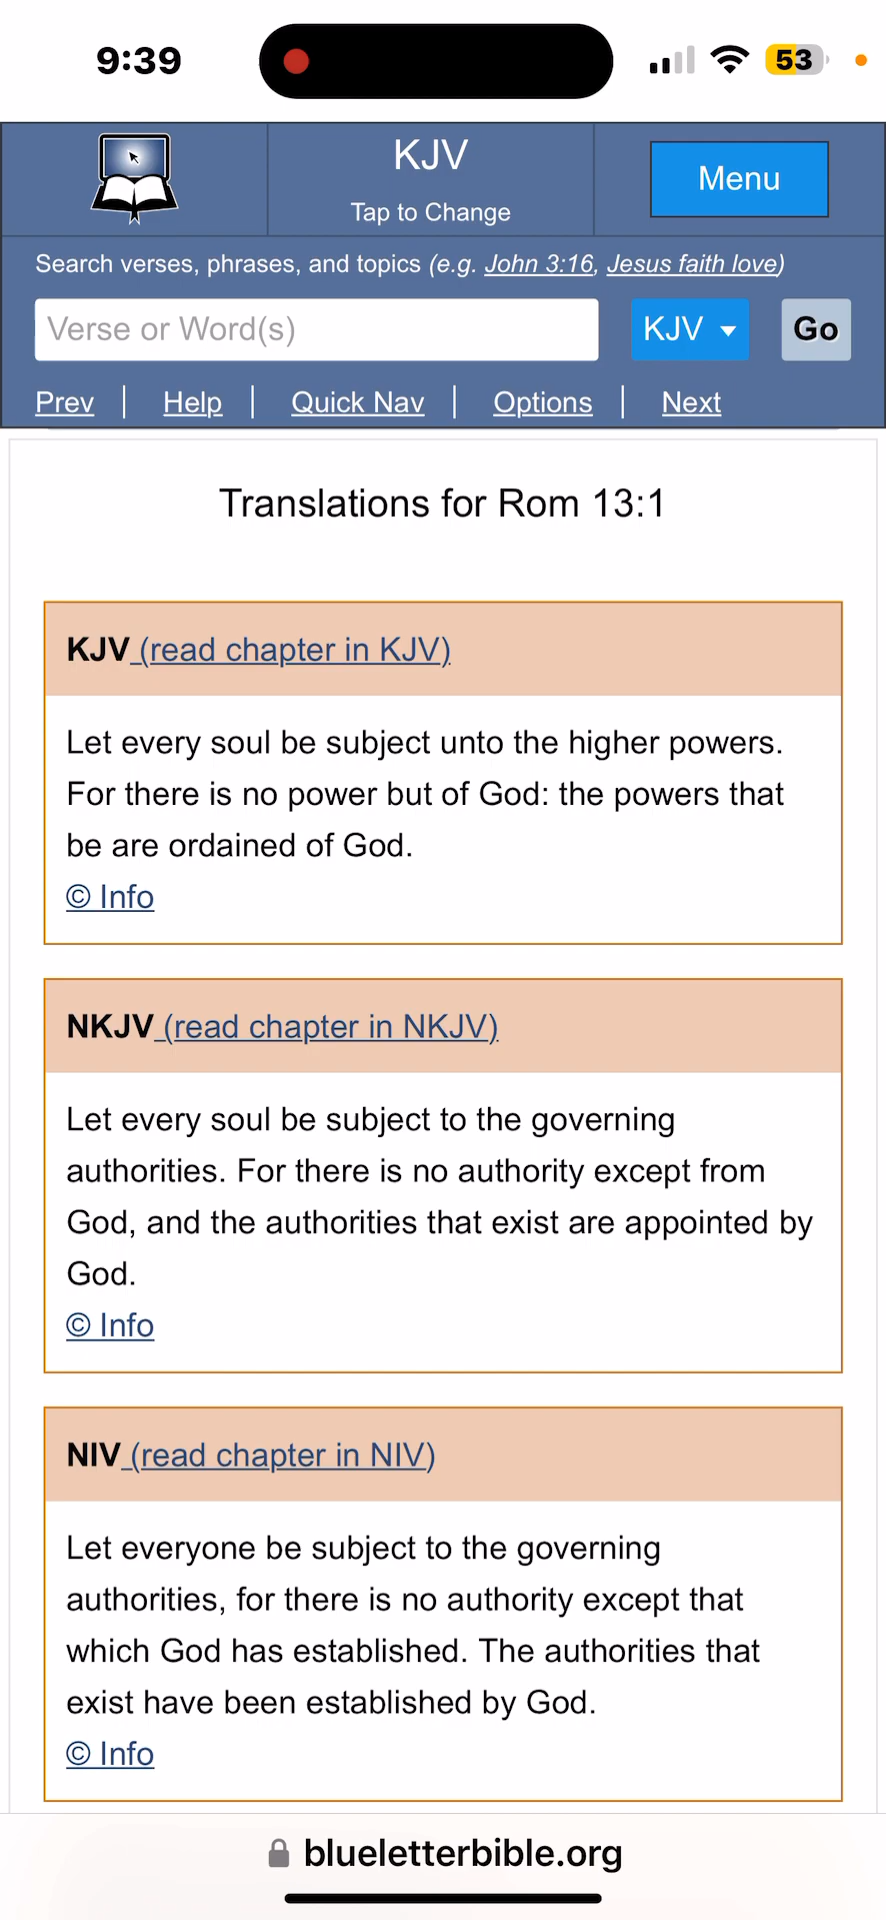 9:39
53
KJV
Tap to Change
Menu
Search verses, phrases, and topics (e.g. John 3:16, Jesus faith love)
Verse or Word(s)
KJV
Go
Prev | Help | Quick Nav | Options | Next
Translations for Rom 13:1
KJV (read chapter in KJV)
Let every soul be subject unto the higher powers.
For there is no power but of God: the powers that
be are ordained of God.
© Info
NKJV (read chapter in NKJV)
Let every soul be subject to the governing
authorities. For there is no authority except from
God, and the authorities that exist are appointed by
God.
© Info
NIV (read chapter in NIV)
Let everyone be subject to the governing
authorities, for there is no authority except that
which God has established. The authorities that
exist have been established by God.
© Info
blueletterbible.org